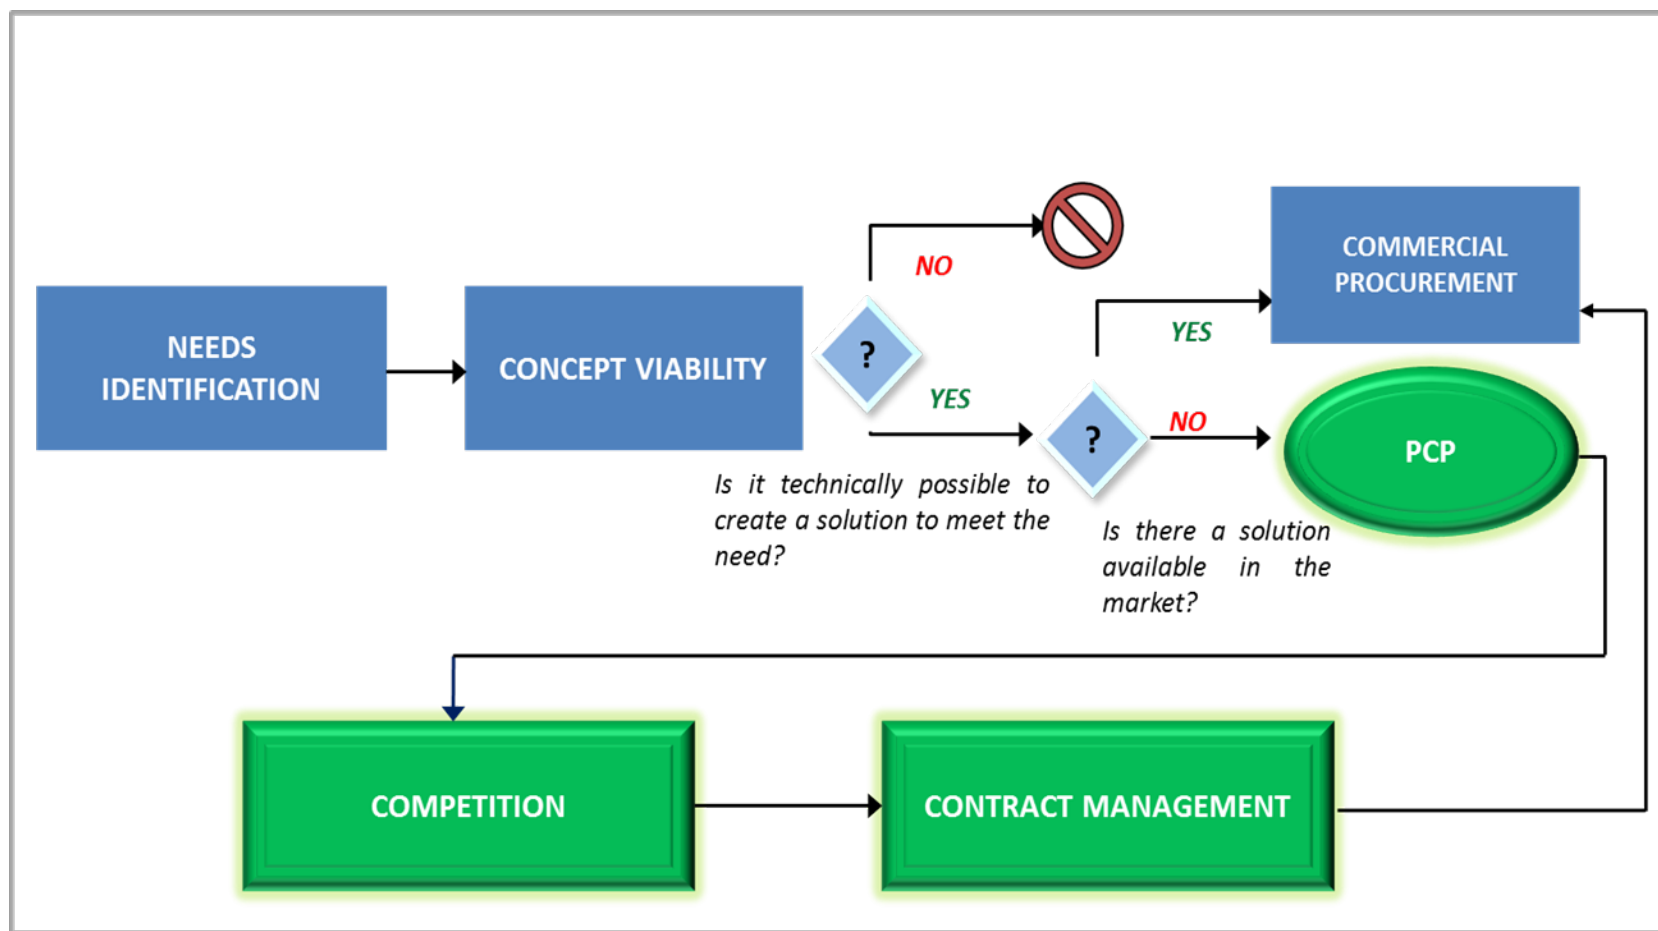 NEEDS
IDENTIFICATION
CONCEPT VIABILITY
?
NO
YES
Is it technically possible to
create a solution to meet the
need?
?
YES
NO
Is there a solution
available in the
market?
COMMERCIAL
PROCUREMENT
PCP
COMPETITION
CONTRACT MANAGEMENT